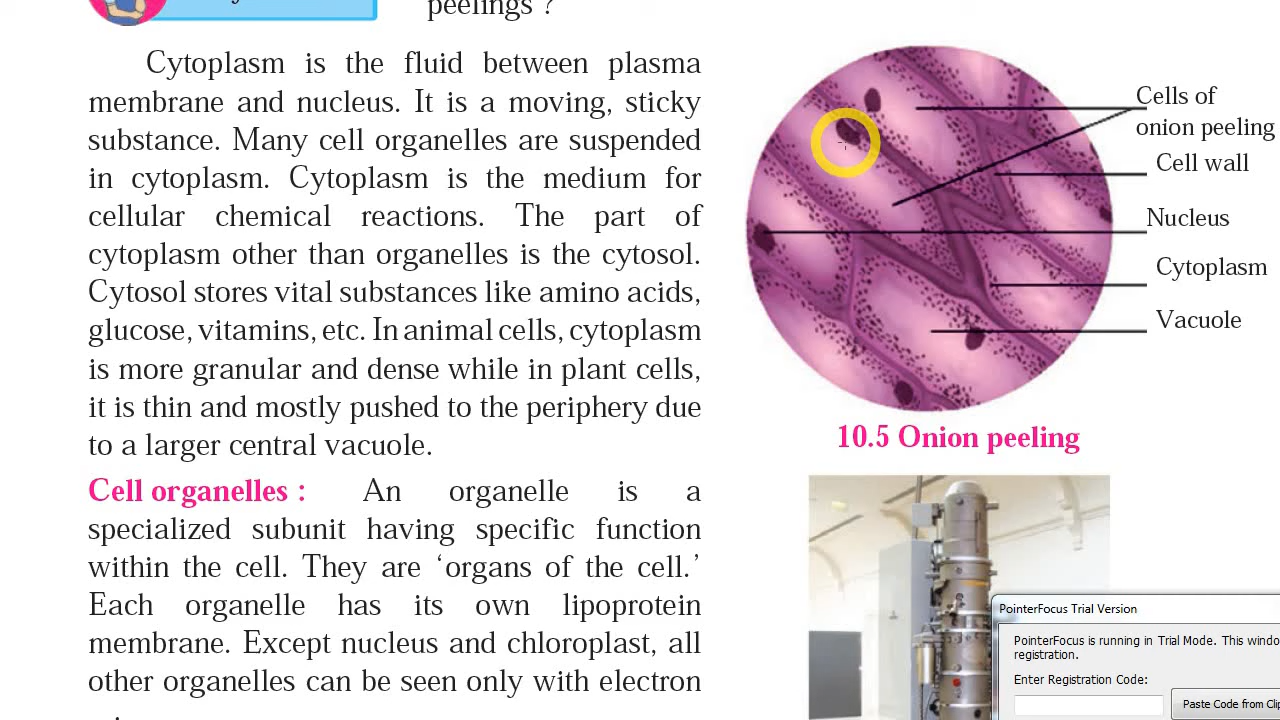 peelings ?
Cytoplasm is the fluid between plasma
membrane and nucleus. It is a moving, sticky
substance. Many cell organelles are suspended
in cytoplasm. Cytoplasm is the medium for
cellular chemical reactions. The part of
cytoplasm other than organelles is the cytosol.
Cytosol stores vital substances like amino acids,
glucose, vitamins, etc. In animal cells, cytoplasm
is more granular and dense while in plant cells,
it is thin and mostly pushed to the periphery due
to a larger central vacuole.
Cell organelles : An organelle is a
specialized subunit having specific function
within the cell. They are ‘organs of the cell.’
Each organelle has its own lipoprotein
membrane. Except nucleus and chloroplast, all
other organelles can be seen only with electron
Cells of
onion peeling
Cell wall
Nucleus
Cytoplasm
Vacuole
10.5 Onion peeling
PointerFocus Trial Version
PointerFocus is running in Trial Mode. This
registration.
Enter Registration Code:
Paste Code from